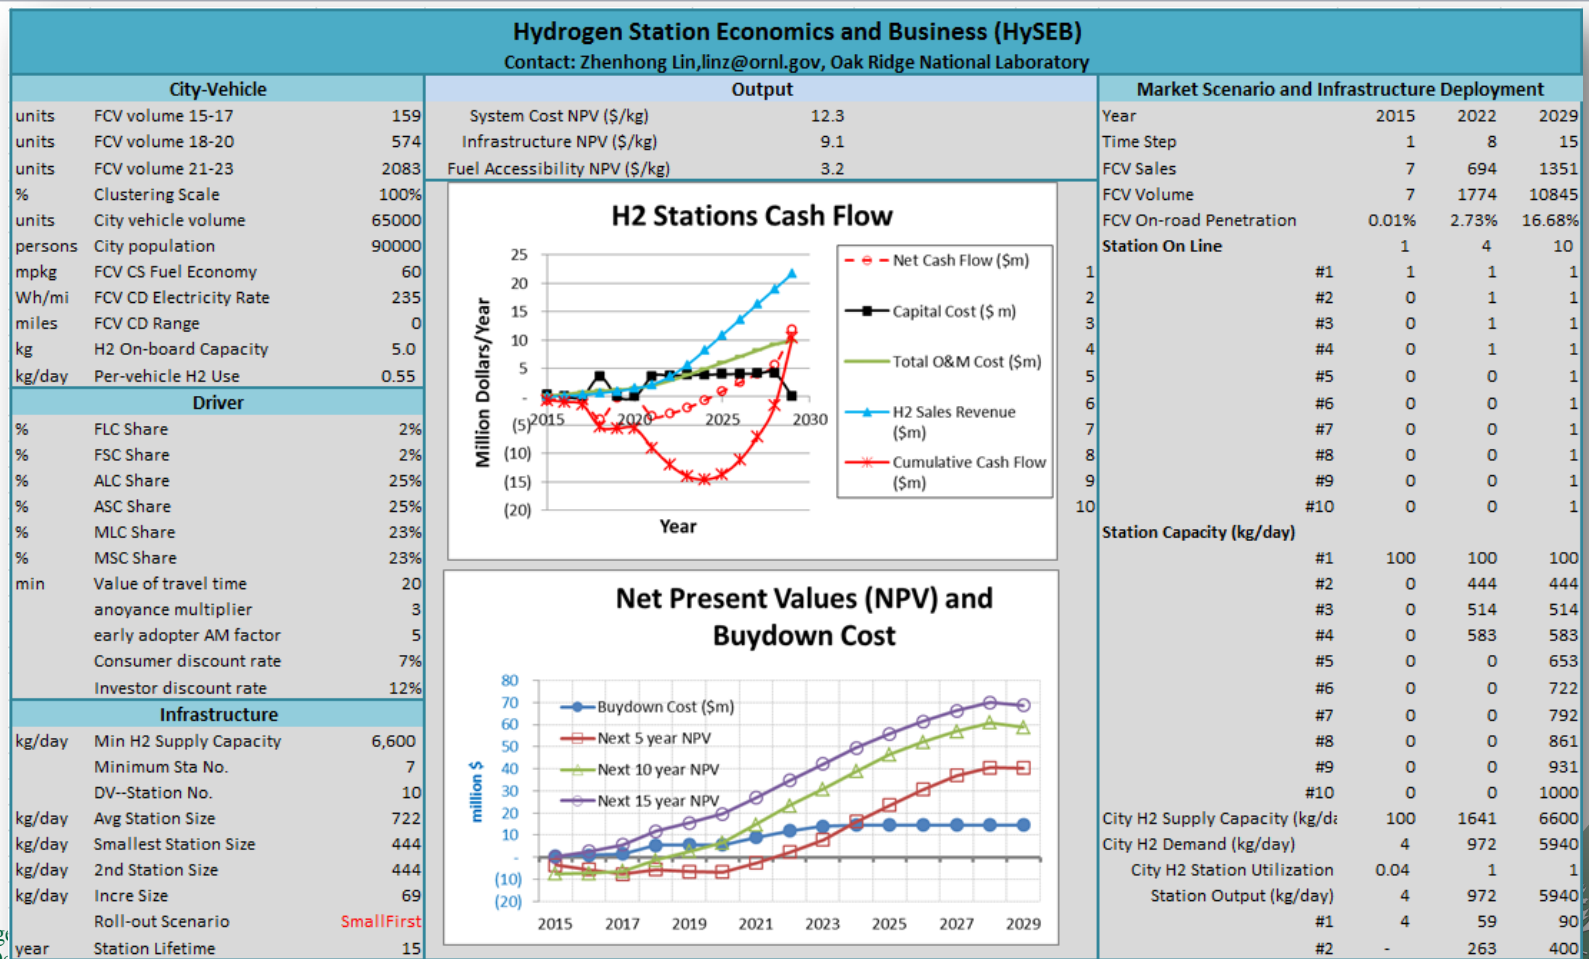 Hydrogen Station Economics and Business (HySEB)
Contact: Zhenhong Lin,linz@ornl.gov, Oak Ridge National Laboratory
City-Vehicle
units FCV volume 15-17 159
units FCV volume 18-20 574
units FCV volume 21-23 2083
% Clustering Scale 100%
units City vehicle volume 65000
persons City population 90000
mpkg FCV CS Fuel Economy 60
Wh/mi FCV CD Electricity Rate 235
miles FCV CD Range 0
kg H2 On-board Capacity 5.0
kg/day Per-vehicle H2 Use 0.55
Driver
% FLC Share 2%
% FSC Share 2%
% ALC Share 25%
% ASC Share 25%
% MLC Share 23%
% MSC Share 23%
min Value of travel time 20
anoyance multiplier 3
early adopter AM factor 5
Consumer discount rate 7%
Investor discount rate 12%
Infrastructure
kg/day Min H2 Supply Capacity 6,600
Minimum Sta No. 7
DV--Station No. 10
kg/day Avg Station Size 722
kg/day Smallest Station Size 444
kg/day 2nd Station Size 444
kg/day Incre Size 69
Roll-out Scenario SmallFirst
year Station Lifetime 15
Output
System Cost NPV ($/kg) 12.3
Infrastructure NPV ($/kg) 9.1
Fuel Accessibility NPV ($/kg) 3.2
H2 Stations Cash Flow
Million Dollars/Year
25
20
15
10
5
-
(5)
(10)
(15)
(20)
2015 2020 2025 2030
Year
Net Cash Flow ($m)
Capital Cost ($ m)
Total O&M Cost ($m)
H2 Sales Revenue
($m)
Cumulative Cash Flow
($m)
Net Present Values (NPV) and
Buydown Cost
million $
80
70
60
50
40
30
20
10
-
(10)
(20)
Buydown Cost ($m)
Next 5 year NPV
Next 10 year NPV
Next 15 year NPV
2015 2017 2019 2021 2023 2025 2027 2029
Market Scenario and Infrastructure Deployment
Year 2015 2022 2029
Time Step 1 8 15
FCV Sales 7 694 1351
FCV Volume 7 1774 10845
FCV On-road Penetration 0.01% 2.73% 16.68%
Station On Line 1 4 10
1 #1 1 1 1
2 #2 0 1 1
3 #3 0 1 1
4 #4 0 1 1
5 #5 0 0 1
6 #6 0 0 1
7 #7 0 0 1
8 #8 0 0 1
9 #9 0 0 1
10 #10 0 0 1
Station Capacity (kg/day)
#1 100 100 100
#2 0 444 444
#3 0 514 514
#4 0 583 583
#5 0 0 653
#6 0 0 722
#7 0 0 792
#8 0 0 861
#9 0 0 931
#10 0 0 1000
City H2 Supply Capacity (kg/da 100 1641 6600
City H2 Demand (kg/day) 4 972 5940
City H2 Station Utilization 0.04 1 1
Station Output (kg/day) 4 972 5940
#1 4 59 90
#2 - 263 400